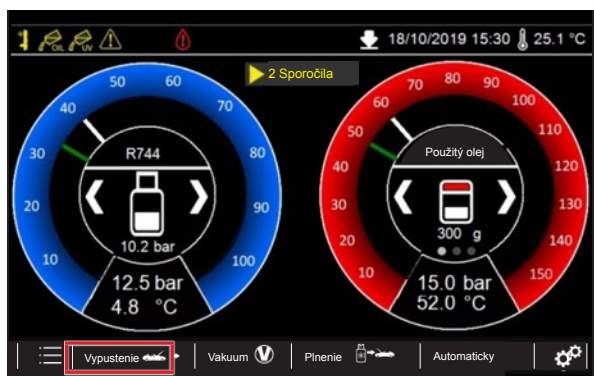 OIL UV 18/10/2019 15:30 25.1 °C
2 Sporočila
10 20 30 40 50 60 70 80 90 100
R744
10.2 bar
12.5 bar
4.8 °C
10 20 30 40 50 60 70 80 90 100 110 120 130 140 150
Použitý olej
300 g
15.0 bar
52.0 °C
Vypustenie Vakuum V Plnenie Automaticky